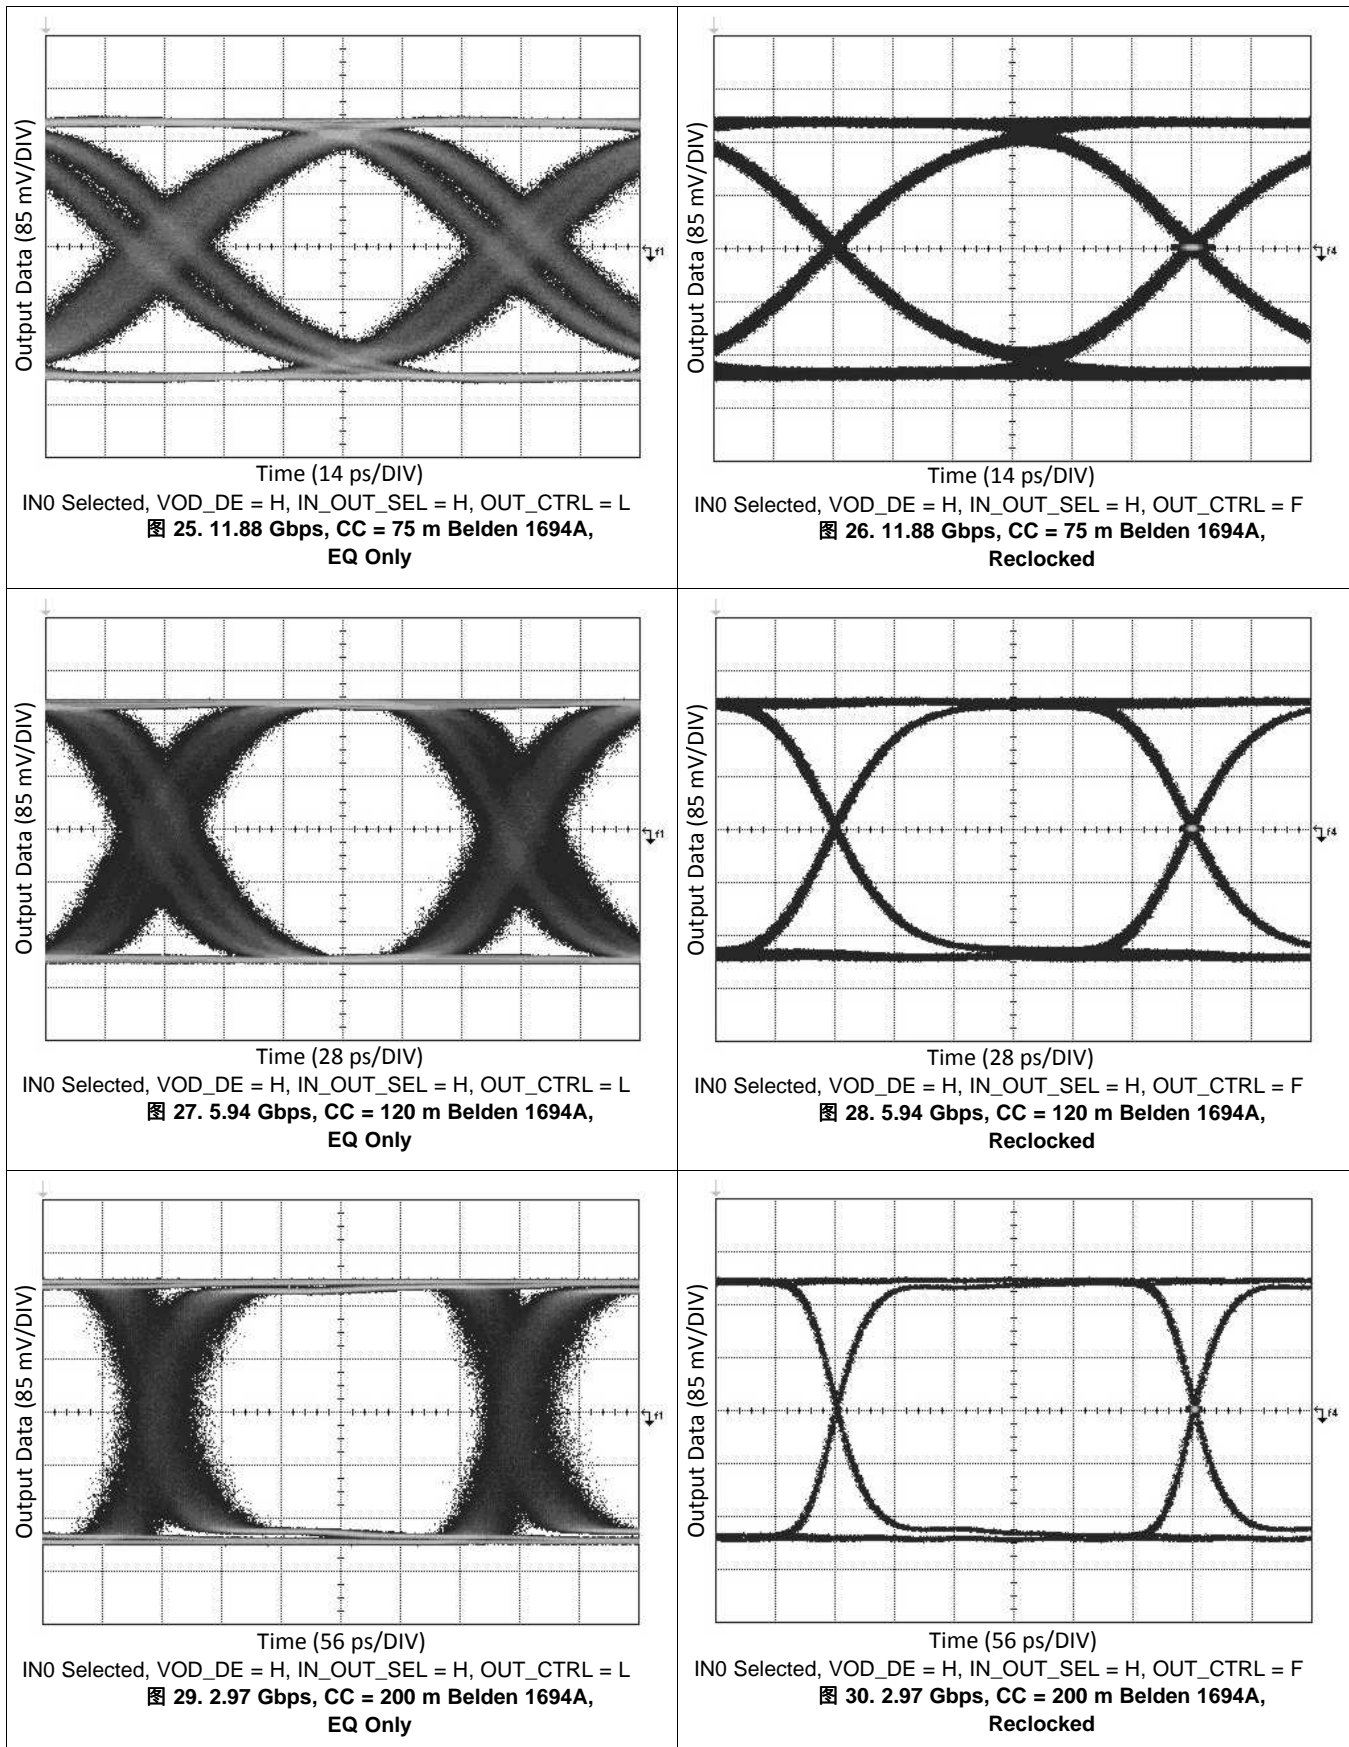 Output Data (85 mV/DIV)
f1
Time (14 ps/DIV)
IN0 Selected, VOD_DE = H, IN_OUT_SEL = H, OUT_CTRL = L
图 25. 11.88 Gbps, CC = 75 m Belden 1694A,
EQ Only
Output Data (85 mV/DIV)
f4
Time (14 ps/DIV)
IN0 Selected, VOD_DE = H, IN_OUT_SEL = H, OUT_CTRL = F
图 26. 11.88 Gbps, CC = 75 m Belden 1694A,
Reclocked
Output Data (85 mV/DIV)
f1
Time (28 ps/DIV)
IN0 Selected, VOD_DE = H, IN_OUT_SEL = H, OUT_CTRL = L
图 27. 5.94 Gbps, CC = 120 m Belden 1694A,
EQ Only
Output Data (85 mV/DIV)
f4
Time (28 ps/DIV)
IN0 Selected, VOD_DE = H, IN_OUT_SEL = H, OUT_CTRL = F
图 28. 5.94 Gbps, CC = 120 m Belden 1694A,
Reclocked
Output Data (85 mV/DIV)
f1
Time (56 ps/DIV)
IN0 Selected, VOD_DE = H, IN_OUT_SEL = H, OUT_CTRL = L
图 29. 2.97 Gbps, CC = 200 m Belden 1694A,
EQ Only
Output Data (85 mV/DIV)
f4
Time (56 ps/DIV)
IN0 Selected, VOD_DE = H, IN_OUT_SEL = H, OUT_CTRL = F
图 30. 2.97 Gbps, CC = 200 m Belden 1694A,
Reclocked